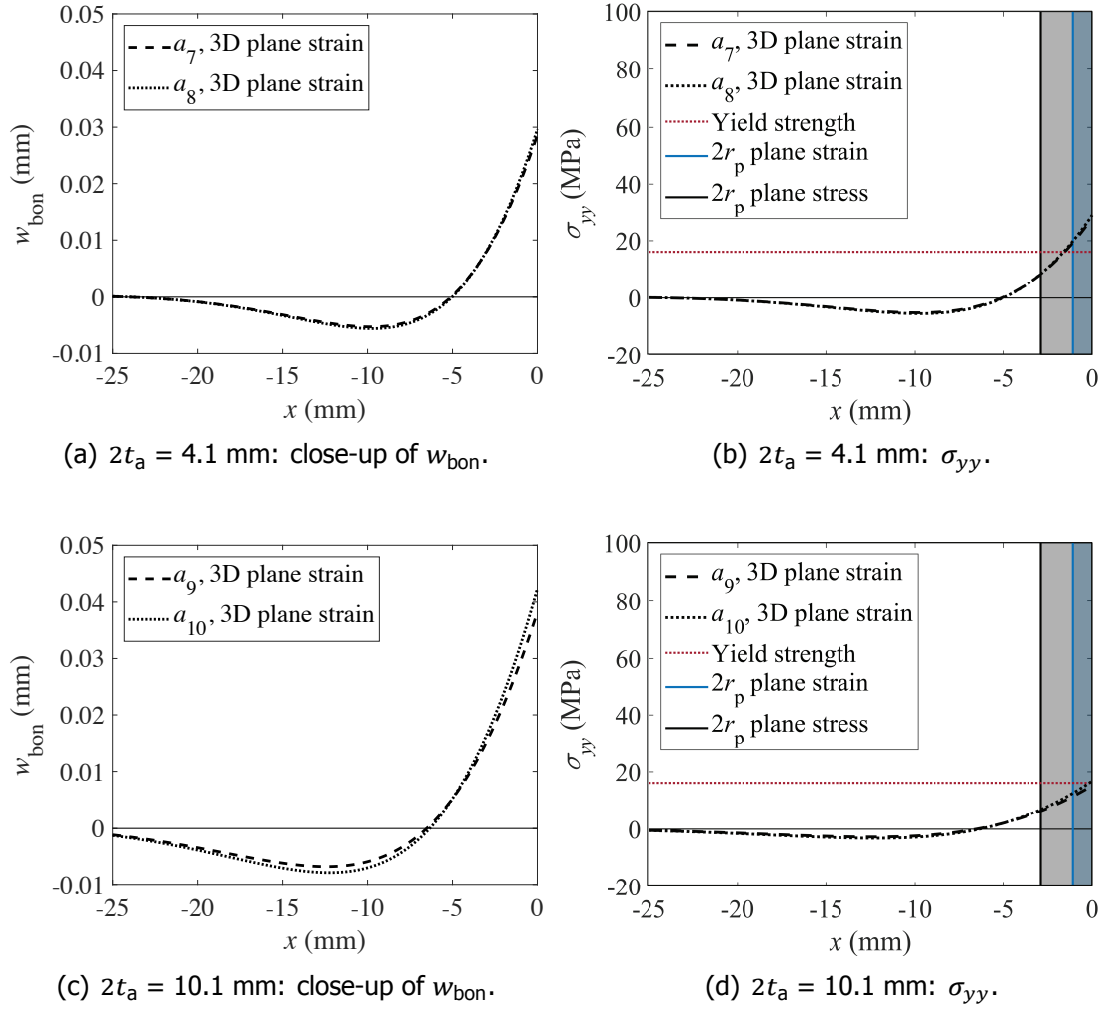 0.05
0.04
0.03
0.02
0.01
0
-0.01
w_bon (mm)
a_7, 3D plane strain
a_8, 3D plane strain
-25 -20 -15 -10 -5 0
x (mm)
(a) 2t_a = 4.1 mm: close-up of w_bon.
100
80
60
40
20
0
-20
σ_yy (MPa)
a_7, 3D plane strain
a_8, 3D plane strain
Yield strength
2r_p plane strain
2r_p plane stress
-25 -20 -15 -10 -5 0
x (mm)
(b) 2t_a = 4.1 mm: σ_yy.
0.05
0.04
0.03
0.02
0.01
0
-0.01
w_bon (mm)
a_9, 3D plane strain
a_10, 3D plane strain
-25 -20 -15 -10 -5 0
x (mm)
(c) 2t_a = 10.1 mm: close-up of w_bon.
100
80
60
40
20
0
-20
σ_yy (MPa)
a_9, 3D plane strain
a_10, 3D plane strain
Yield strength
2r_p plane strain
2r_p plane stress
-25 -20 -15 -10 -5 0
x (mm)
(d) 2t_a = 10.1 mm: σ_yy.